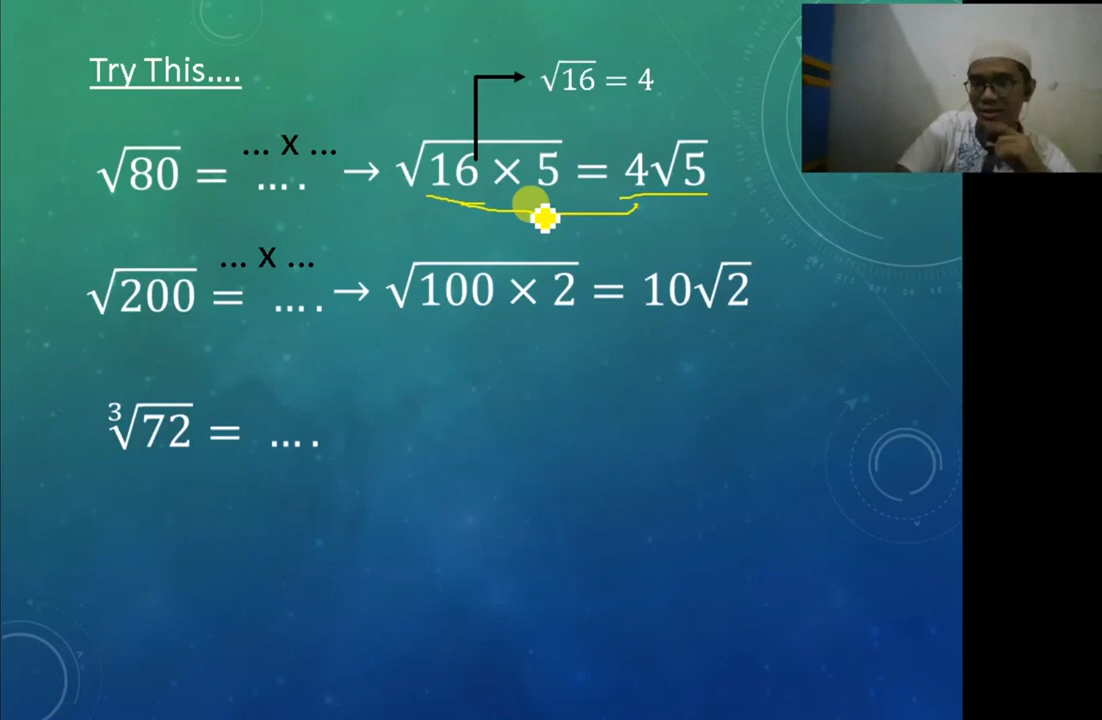 Try This....
√16 = 4
... x ...
√80 = .... → √16 × 5 = 4√5
... x ...
√200 = .... → √100 × 2 = 10√2
∛72 = ....